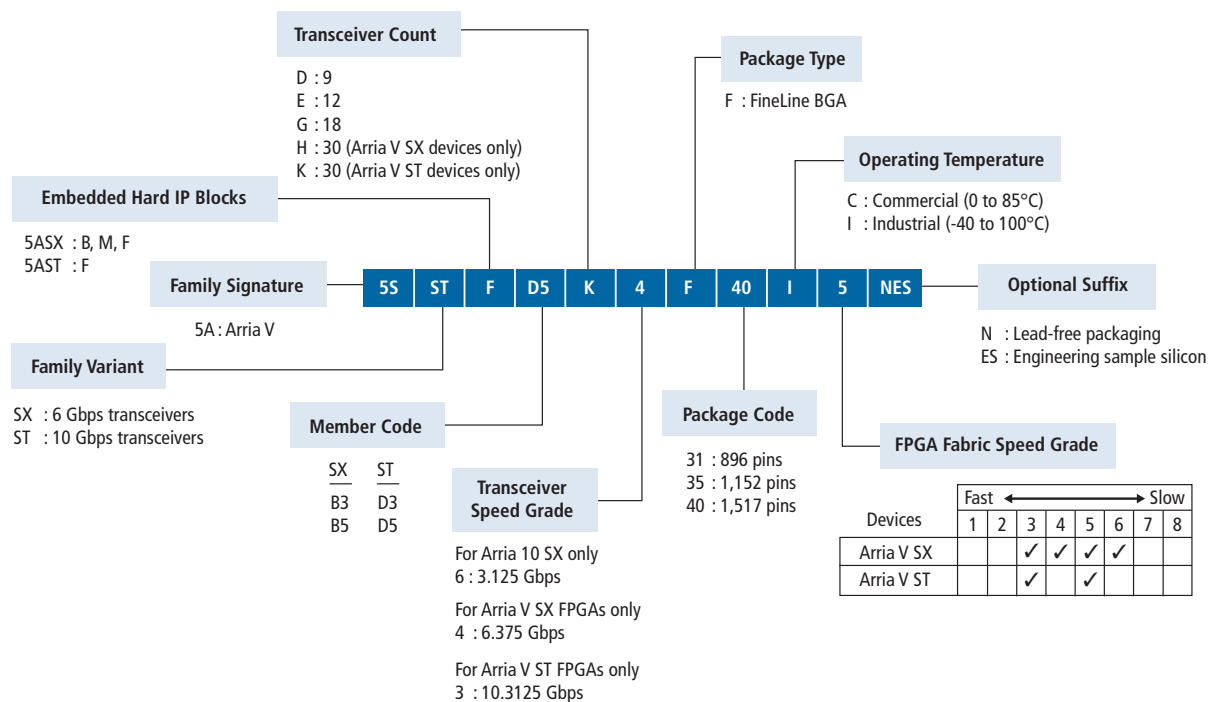 Transceiver Count
D : 9
E : 12
G : 18
H : 30 (Arria V SX devices only)
K : 30 (Arria V ST devices only)
Package Type
F : FineLine BGA
Operating Temperature
C : Commercial (0 to 85°C)
I : Industrial (-40 to 100°C)
Embedded Hard IP Blocks
5ASX : B, M, F
5AST : F
Family Signature
5A : Arria V
5S ST F D5 K 4 F 40 I 5 NES
Optional Suffix
N : Lead-free packaging
ES : Engineering sample silicon
Family Variant
SX : 6 Gbps transceivers
ST : 10 Gbps transceivers
Member Code
SX ST
B3 D3
B5 D5
Transceiver
Speed Grade
For Arria 10 SX only
6 : 3.125 Gbps
For Arria V SX FPGAs only
4 : 6.375 Gbps
For Arria V ST FPGAs only
3 : 10.3125 Gbps
Package Code
31 : 896 pins
35 : 1,152 pins
40 : 1,517 pins
FPGA Fabric Speed Grade
Fast Slow
Devices 1 2 3 4 5 6 7 8
Arria V SX ✓ ✓ ✓ ✓
Arria V ST ✓ ✓